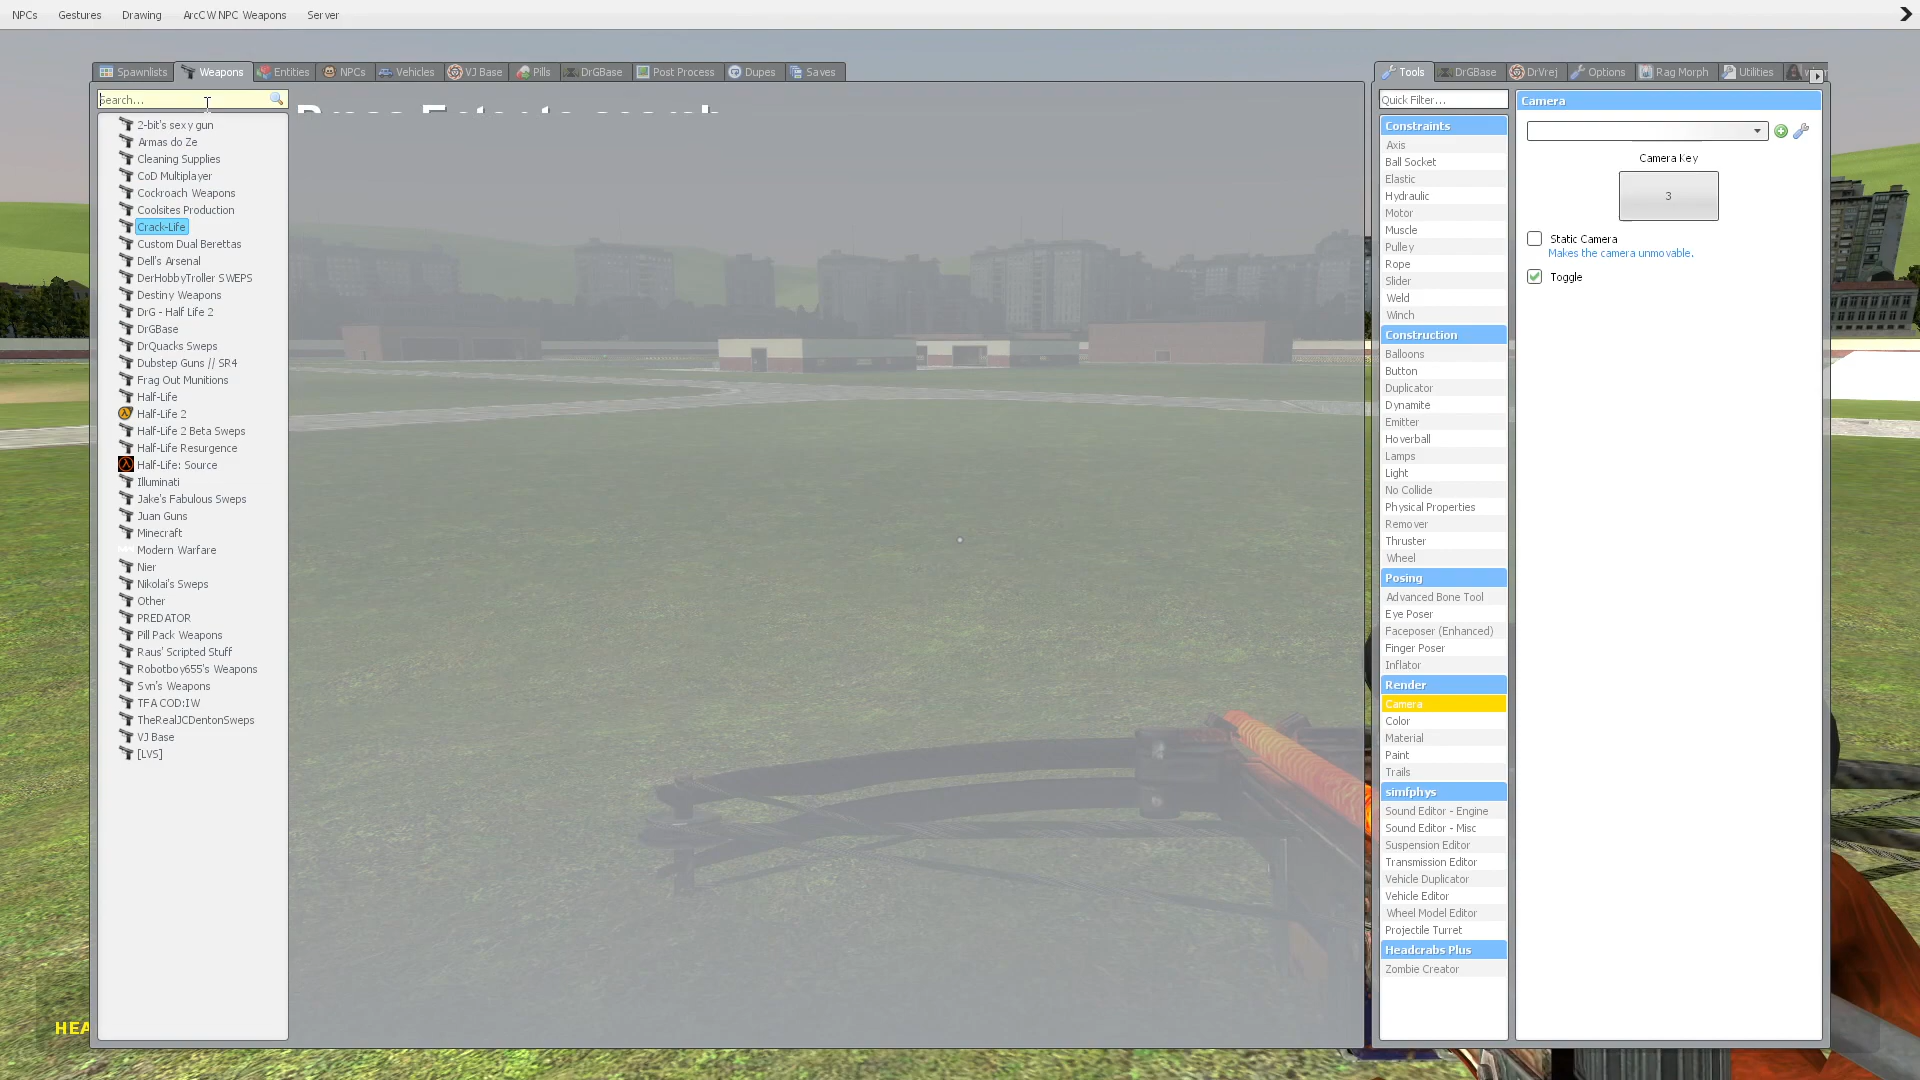 NPCs Gestures Drawing ArcCW NPC Weapons Server
Spawnlists Weapons Entities NPCs Vehicles VJ Base Pills DrGBase Post Process Dupes Saves
Search...
2-bit's sexy gun
Armas do Ze
Cleaning Supplies
CoD Multiplayer
Cockroach Weapons
Coolsites Production
Crack-Life
Custom Dual Berettas
Dell's Arsenal
DerHobbyTroller SWEPS
Destiny Weapons
DrG - Half Life 2
DrGBase
DrQuacks Sweps
Dubstep Guns // SR4
Frag Out Munitions
Half-Life
Half-Life 2
Half-Life 2 Beta Sweps
Half-Life Resurgence
Half-Life: Source
Illuminati
Jake's Fabulous Sweps
Juan Guns
Minecraft
Modern Warfare
Nier
Nikolai's Sweps
Other
PREDATOR
Pill Pack Weapons
Raus' Scripted Stuff
Robotboy655's Weapons
Svn's Weapons
TFA COD:IW
TheRealJCDentonSweps
VJ Base
[LVS]
Press Enter to search
HEA
Tools DrGBase DrVrej Options Rag Morph Utilities
Quick Filter...
Constraints
Axis
Ball Socket
Elastic
Hydraulic
Motor
Muscle
Pulley
Rope
Slider
Weld
Winch
Construction
Balloons
Button
Duplicator
Dynamite
Emitter
Hoverball
Lamps
Light
No Collide
Physical Properties
Remover
Thruster
Wheel
Posing
Advanced Bone Tool
Eye Poser
Faceposer (Enhanced)
Finger Poser
Inflator
Render
Camera
Color
Material
Paint
Trails
simfphys
Sound Editor - Engine
Sound Editor - Misc
Suspension Editor
Transmission Editor
Vehicle Duplicator
Vehicle Editor
Wheel Model Editor
Projectile Turret
Headcrabs Plus
Zombie Creator
Camera
Camera Key
3
Static Camera
Makes the camera unmovable.
Toggle